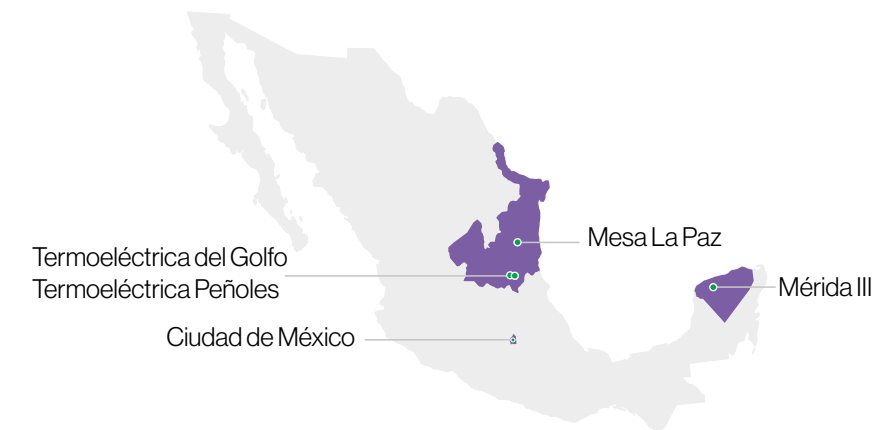 Mesa La Paz
Termoeléctrica del Golfo
Termoeléctrica Peñoles
Mérida III
Ciudad de México